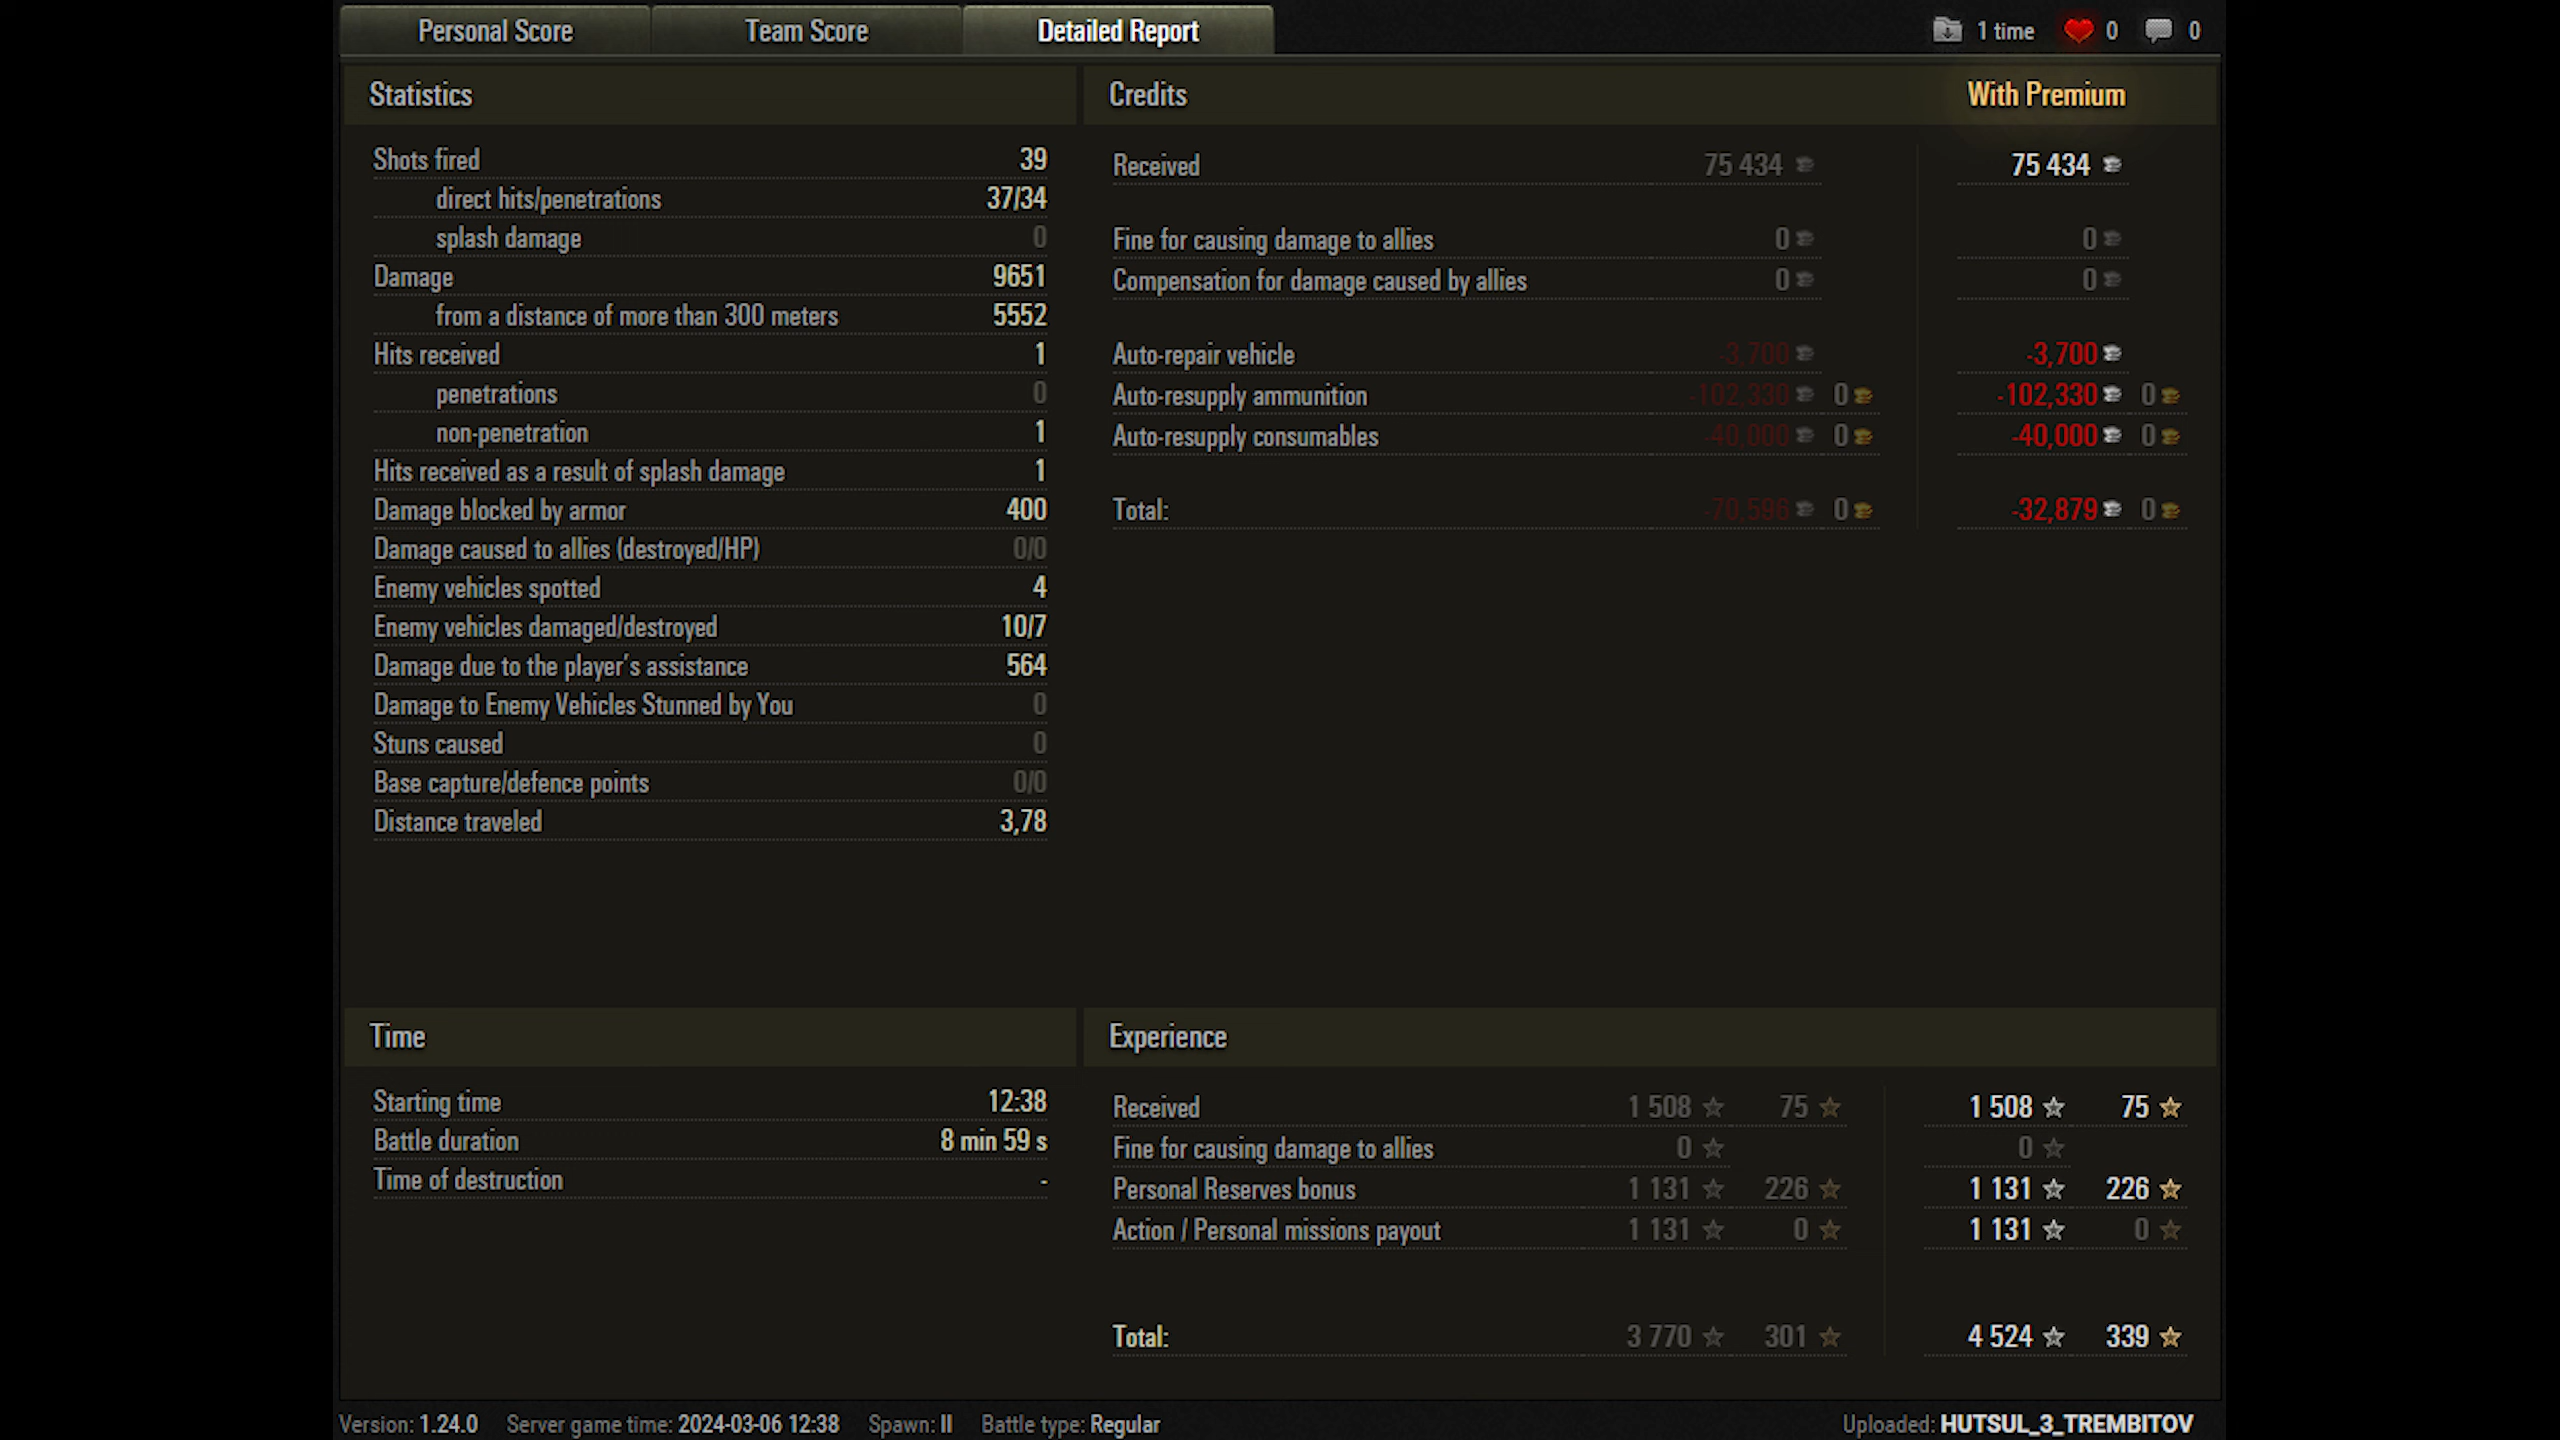 Personal Score Team Score Detailed Report 1 time 0 0
Statistics
Shots fired 39
direct hits/penetrations 37/34
splash damage 0
Damage 9651
from a distance of more than 300 meters 5552
Hits received 1
penetrations 0
non-penetration 1
Hits received as a result of splash damage 1
Damage blocked by armor 400
Damage caused to allies (destroyed/HP) 0/0
Enemy vehicles spotted 4
Enemy vehicles damaged/destroyed 10/7
Damage due to the player's assistance 564
Damage to Enemy Vehicles Stunned by You 0
Stuns caused 0
Base capture/defence points 0/0
Distance traveled 3,78
Credits With Premium
Received 75 434 75 434
Fine for causing damage to allies 0 0
Compensation for damage caused by allies 0 0
Auto-repair vehicle -3,700 -3,700
Auto-resupply ammunition -102,330 0 -102,330 0
Auto-resupply consumables -40,000 0 -40,000 0
Total: -70,596 0 -32,879 0
Time
Starting time 12:38
Battle duration 8 min 59 s
Time of destruction -
Experience
Received 1 508 75 1 508 75
Fine for causing damage to allies 0 0
Personal Reserves bonus 1 131 226 1 131 226
Action / Personal missions payout 1 131 0 1 131 0
Total: 3 770 301 4 524 339
Version: 1.24.0 Server game time: 2024-03-06 12:38 Spawn: II Battle type: Regular Uploaded: HUTSUL_3_TREMBITOV